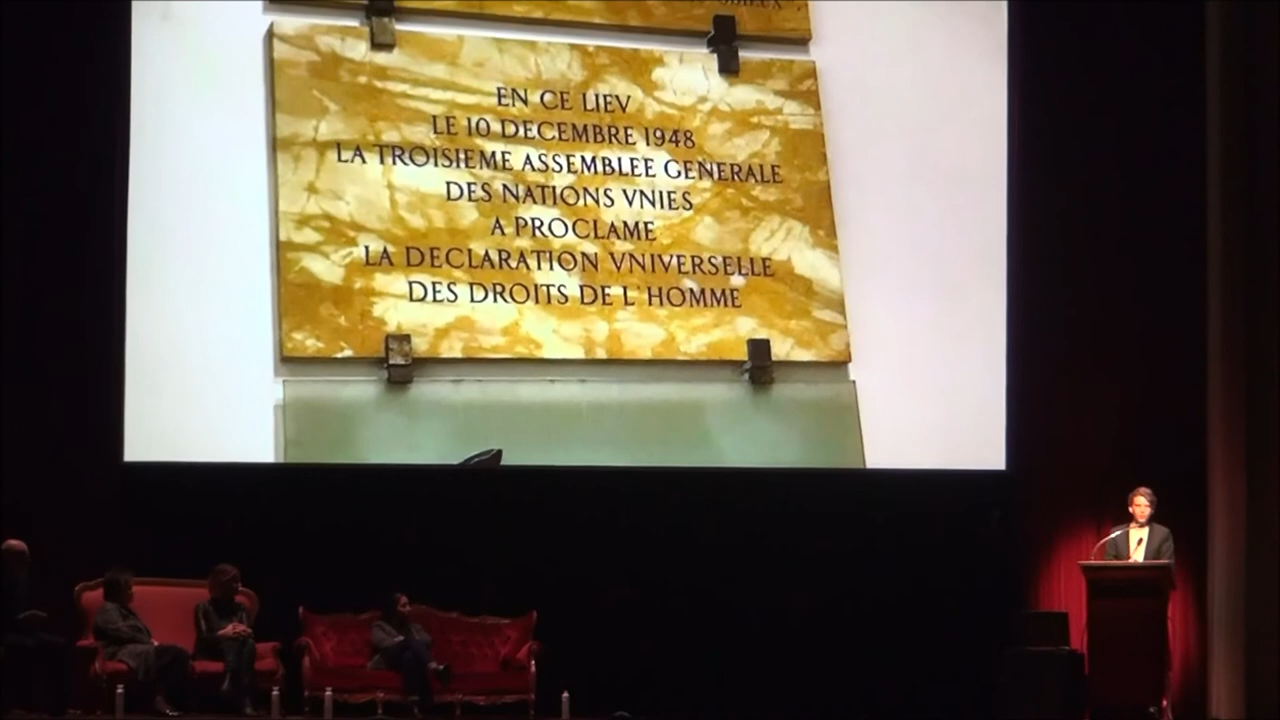 EN CE LIEV
LE 10 DECEMBRE 1948
LA TROISIEME ASSEMBLEE GENERALE
DES NATIONS VNIES
A PROCLAME
LA DECLARATION VNIVERSELLE
DES DROITS DE L'HOMME